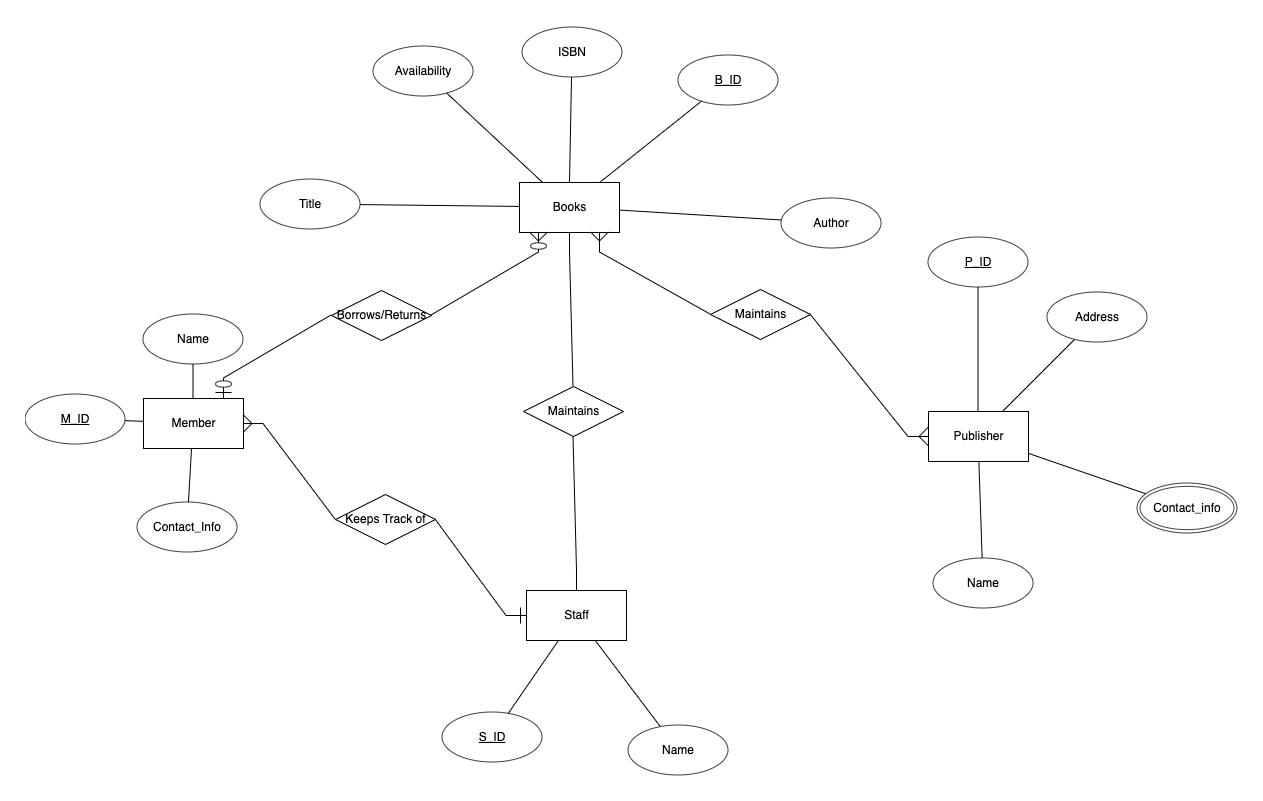 ISBN
Availability
B_ID
Title
Books
Author
P_ID
Borrows/Returns
Maintains
Address
Name
M_ID
Member
Maintains
Publisher
Contact_info
Contact_Info
Keeps Track of
Name
Staff
S_ID
Name